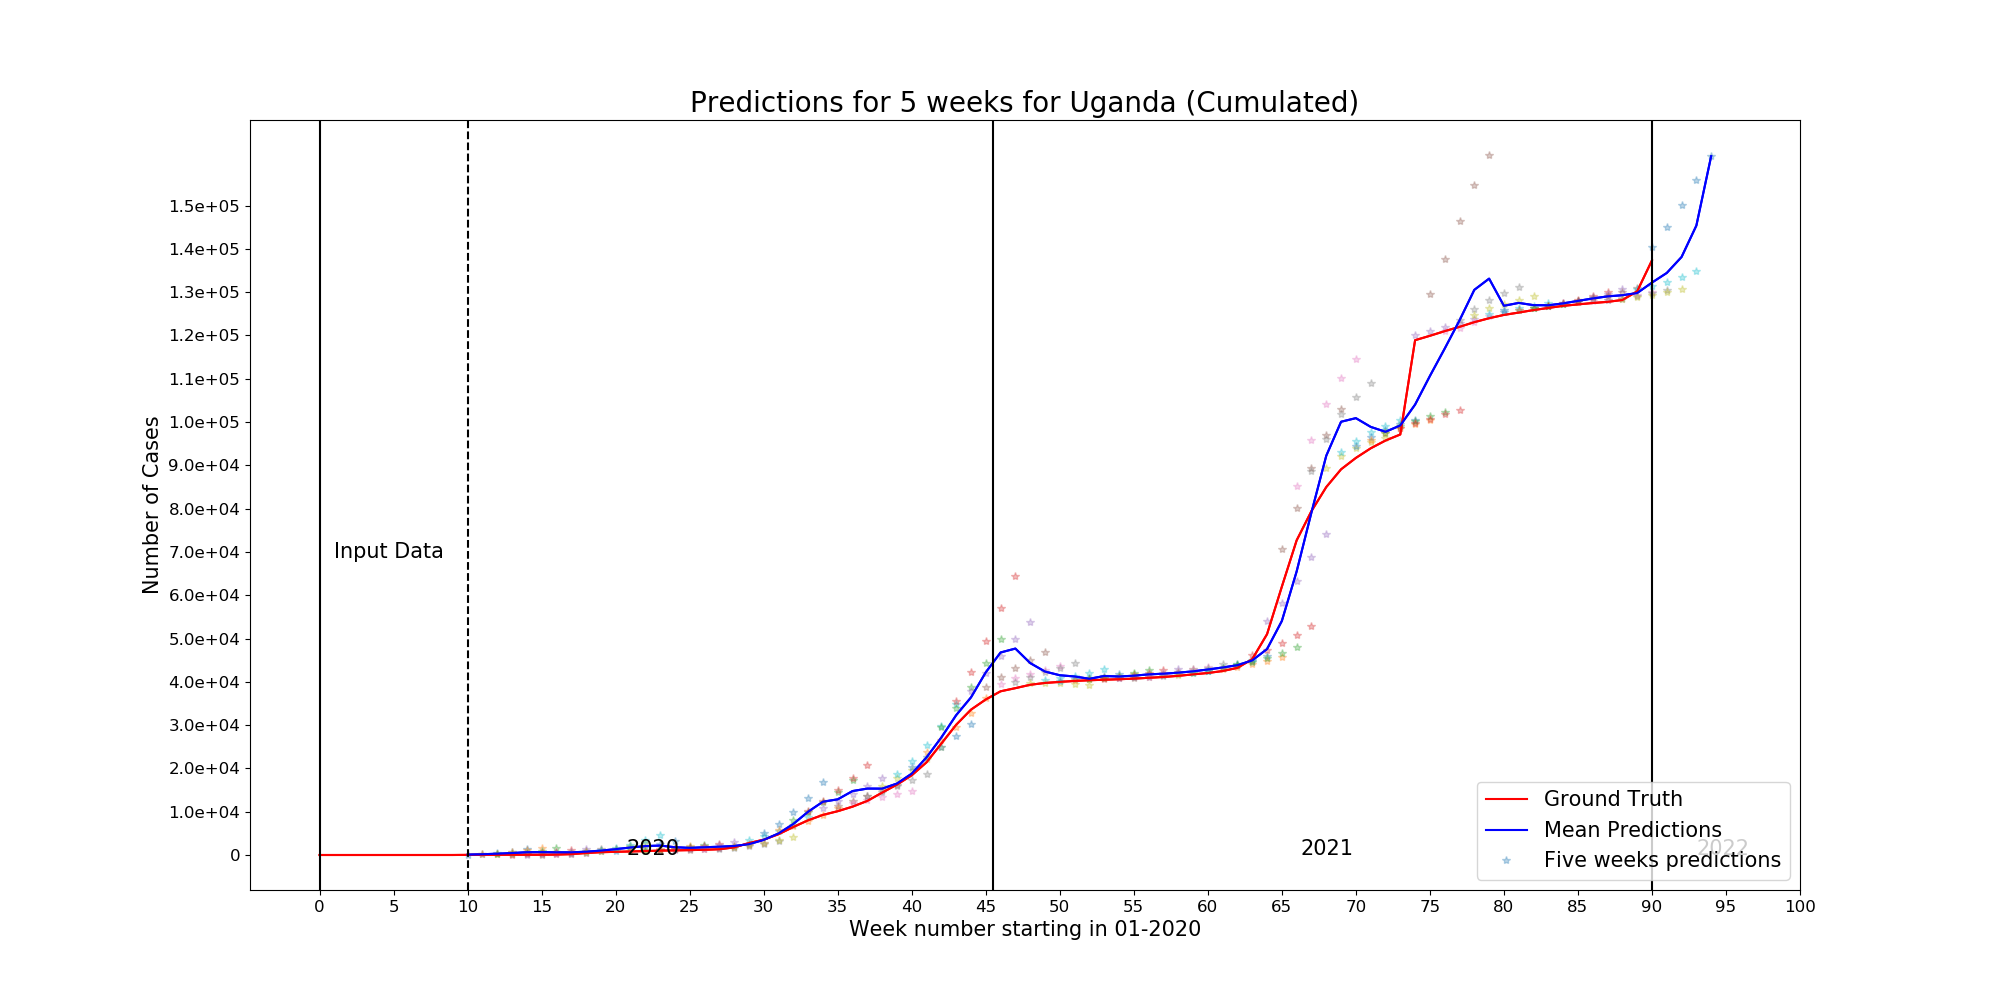 Predictions for 5 weeks for Uganda (Cumulated)
1.5e+05
1.4e+05
1.3e+05
1.2e+05
1.1e+05
1.0e+05
9.0e+04
8.0e+04
7.0e+04
6.0e+04
5.0e+04
4.0e+04
3.0e+04
2.0e+04
1.0e+04
0
Number of Cases
Input Data
2020
2021
2022
Ground Truth
Mean Predictions
Five weeks predictions
0 5 10 15 20 25 30 35 40 45 50 55 60 65 70 75 80 85 90 95 100
Week number starting in 01-2020